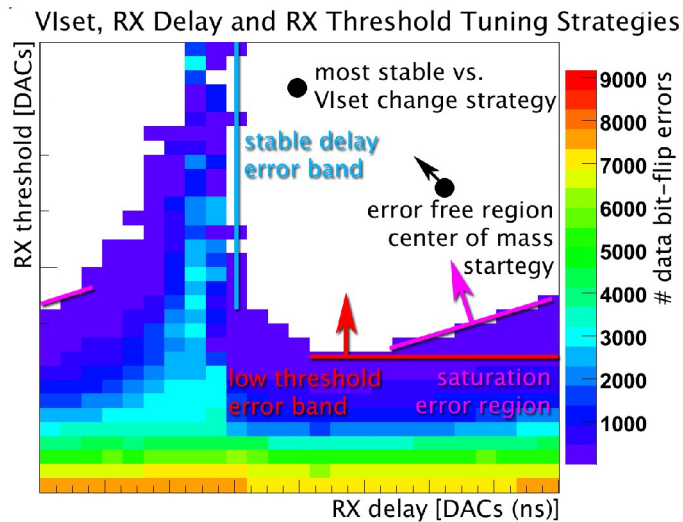 VIset, RX Delay and RX Threshold Tuning Strategies
RX threshold [DACs]
most stable vs.
VIset change strategy
stable delay
error band
error free region
center of mass
startegy
low threshold
error band
saturation
error region
RX delay [DACs (ns)]
9000
8000
7000
6000
5000
4000
3000
2000
1000
# data bit-flip errors